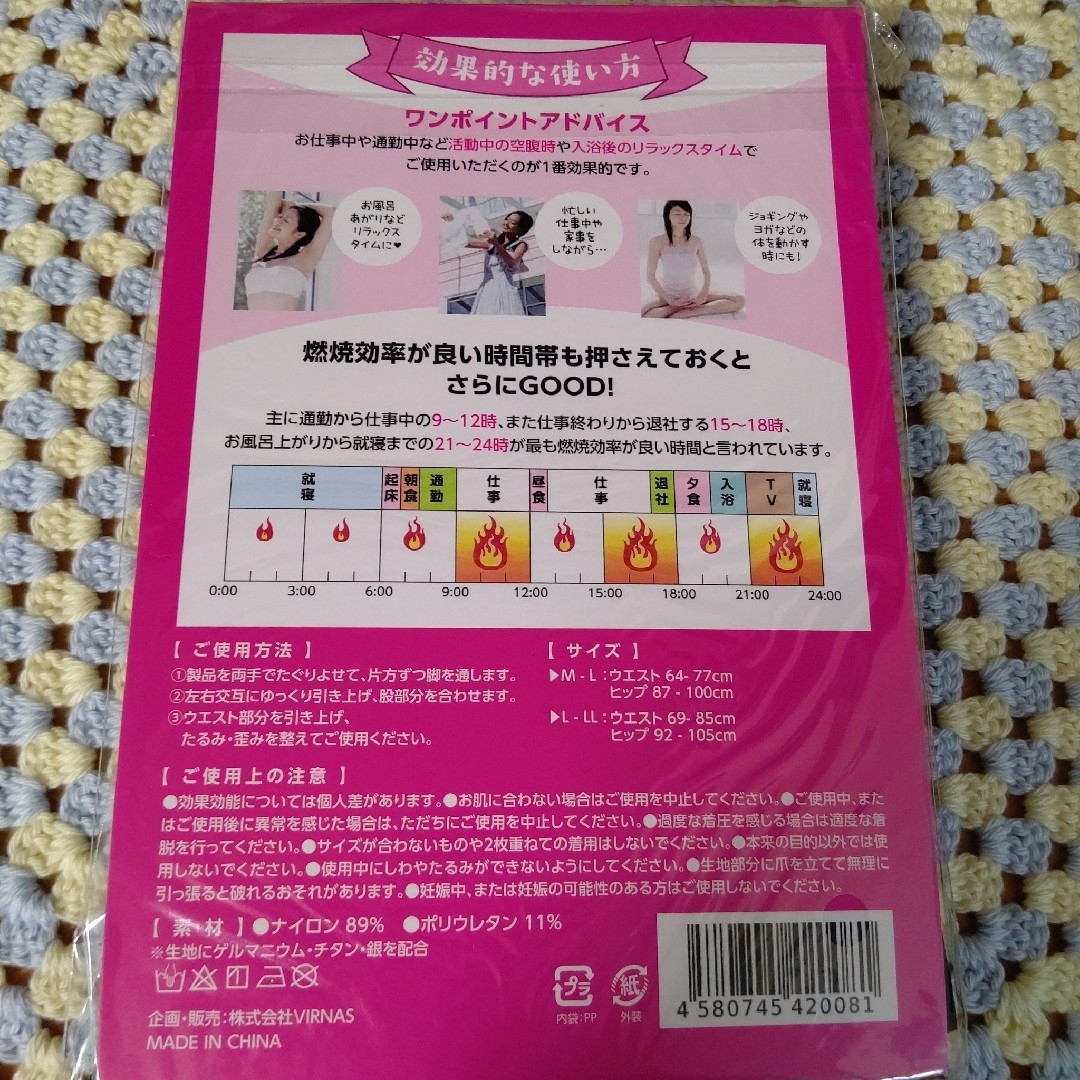 効果的な使い方
ワンポイントアドバイス
お仕事中や通勤中など活動中の空腹時や入浴後のリラックスタイムで
ご使用いただくのが1番効果的です。
お風呂
あがりなど
リラックス
タイムに♥
忙しい
仕事中や
家事を
しながら…
ジョギングや
ヨガなどの
体を動かす
時にも!
燃焼効率が良い時間帯も押さえておくと
さらにGOOD!
主に通勤から仕事中の9〜12時、また仕事終わりから退社する15〜18時、
お風呂上がりから就寝までの21〜24時が最も燃焼効率が良い時間と言われています。
就寝 起床 朝食 通勤 仕事 昼食 仕事 退社 夕食 入浴 TV 就寝
0:00 3:00 6:00 9:00 12:00 15:00 18:00 21:00 24:00
【 ご使用方法 】
①製品を両手でたぐりよせて、片方ずつ脚を通します。
②左右交互にゆっくり引き上げ、股部分を合わせます。
③ウエスト部分を引き上げ、
たるみ・歪みを整えてご使用ください。
【 サイズ 】
▶M - L : ウエスト 64- 77cm
ヒップ 87 - 100cm
▶L - LL : ウエスト 69- 85cm
ヒップ 92 - 105cm
【 ご使用上の注意 】
●効果効能については個人差があります。●お肌に合わない場合はご使用を中止してください。●ご使用中、また
はご使用後に異常を感じた場合は、ただちにご使用を中止してください。●過度な着圧を感じる場合は適度な着
脱を行ってください。●サイズが合わないものや2枚重ねての着用はしないでください。●本来の目的以外では使
用しないでください。●使用中にしわやたるみができないようにしてください。●生地部分に爪を立てて無理に
引っ張ると破れるおそれがあります。●妊娠中、または妊娠の可能性のある方はご使用しないでください。
【 素・材 】●ナイロン 89% ●ポリウレタン 11%
※生地にゲルマニウム・チタン・銀を配合
企画・販売 : 株式会社VIRNAS
MADE IN CHINA
プラ
内袋:PP
紙
外装
4 580745 420081